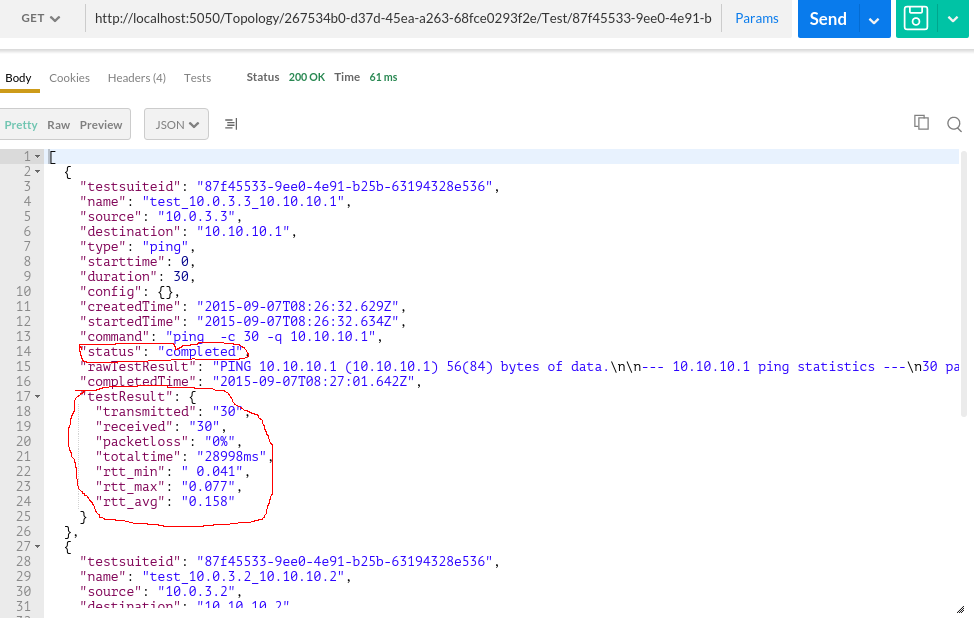 GET http://localhost:5050/Topology/267534b0-d37d-45ea-a263-68fce0293f2e/Test/87f45533-9ee0-4e91-b Params Send
Body Cookies Headers (4) Tests Status 200 OK Time 61 ms
Pretty Raw Preview JSON
1 [
2 {
3 "testsuiteid": "87f45533-9ee0-4e91-b25b-63194328e536",
4 "name": "test_10.0.3.3_10.10.10.1",
5 "source": "10.0.3.3",
6 "destination": "10.10.10.1",
7 "type": "ping",
8 "starttime": 0,
9 "duration": 30,
10 "config": {},
11 "createdTime": "2015-09-07T08:26:32.629Z",
12 "startedTime": "2015-09-07T08:26:32.634Z",
13 "command": "ping  -c 30 -q 10.10.10.1",
14 "status": "completed",
15 "rawTestResult": "PING 10.10.10.1 (10.10.10.1) 56(84) bytes of data.\n\n--- 10.10.10.1 ping statistics ---\n30 pa
16 "completedTime": "2015-09-07T08:27:01.642Z",
17 "testResult": {
18 "transmitted": "30",
19 "received": "30",
20 "packetloss": "0%",
21 "totaltime": "28998ms",
22 "rtt_min": " 0.041",
23 "rtt_max": "0.077",
24 "rtt_avg": "0.158"
25 }
26 },
27 {
28 "testsuiteid": "87f45533-9ee0-4e91-b25b-63194328e536",
29 "name": "test_10.0.3.2_10.10.10.2",
30 "source": "10.0.3.2",
31 "destination": "10.10.10.2"